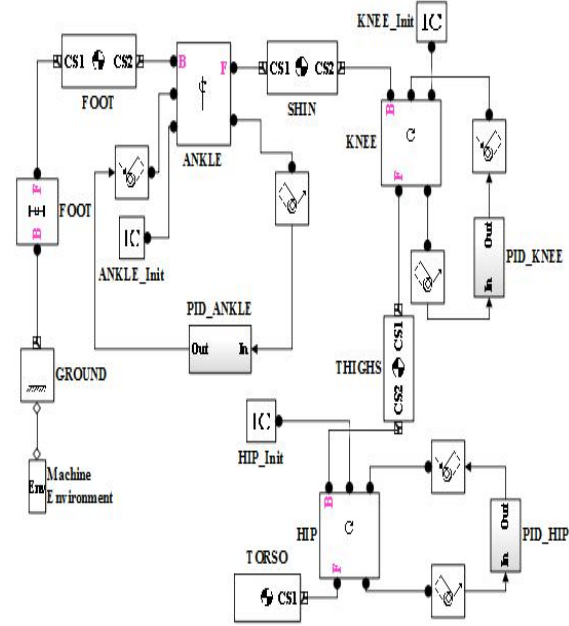 KNEE_Init
IC
CS1 CS2
FOOT
B
F
ANKLE
CS1 CS2
SHIN
B
F
KNEE
Out
In
PID_KNEE
F
B
FOOT
IC
ANKLE_Init
PID_ANKLE
Out In
GROUND
CS1
CS2
THIGHS
IC
HIP_Init
Env
Machine
Environment
B
F
HIP
Out
In
PID_HIP
TORSO
CS1